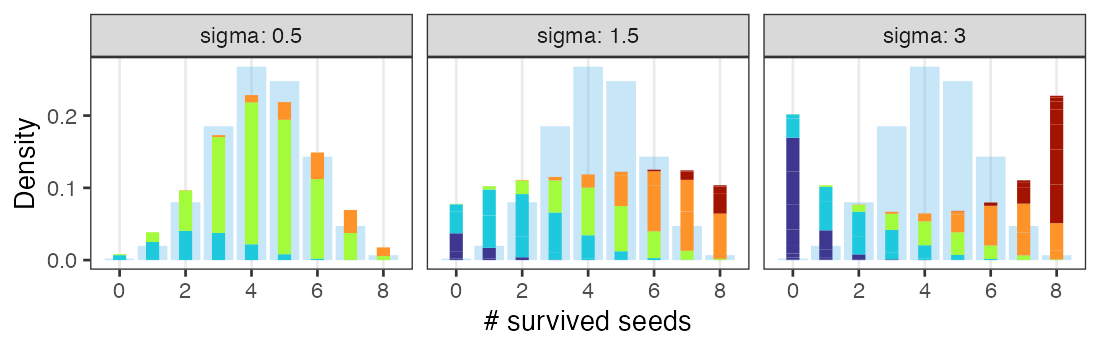 sigma: 0.5 sigma: 1.5 sigma: 3
Density
0.2
0.1
0.0
0 2 4 6 8 0 2 4 6 8 0 2 4 6 8
# survived seeds